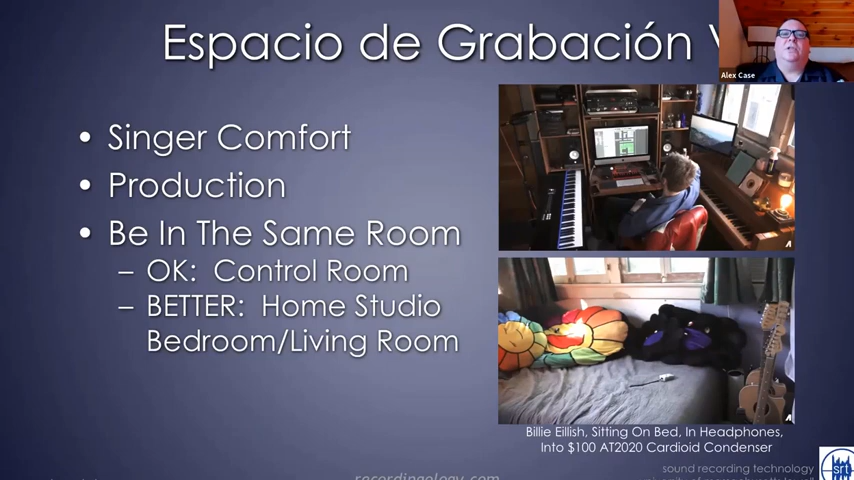 Espacio de Grabación
Alex Case
• Singer Comfort
• Production
• Be In The Same Room
– OK: Control Room
– BETTER: Home Studio
Bedroom/Living Room
Billie Eillish, Sitting On Bed, In Headphones,
Into $100 AT2020 Cardioid Condenser
sound recording technology
recordingology.com
srt